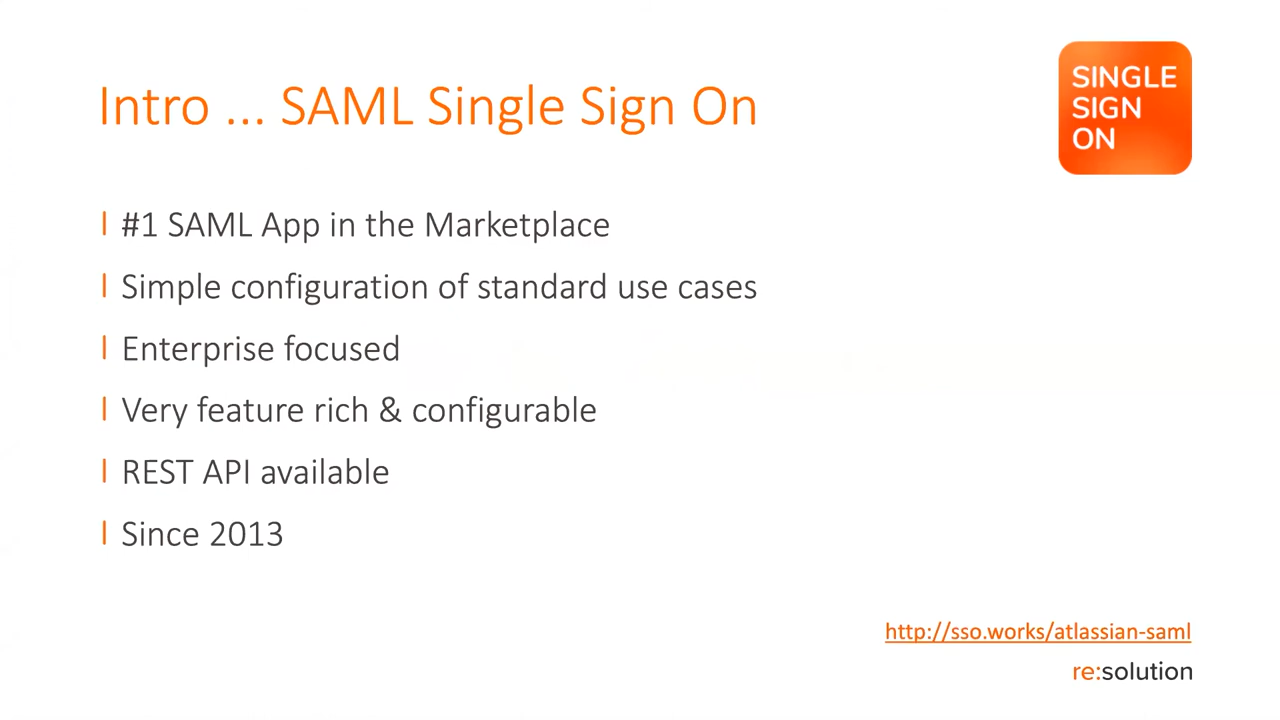 Intro ... SAML Single Sign On
SINGLE
SIGN
ON
#1 SAML App in the Marketplace
Simple configuration of standard use cases
Enterprise focused
Very feature rich & configurable
REST API available
Since 2013
http://sso.works/atlassian-saml
re:solution